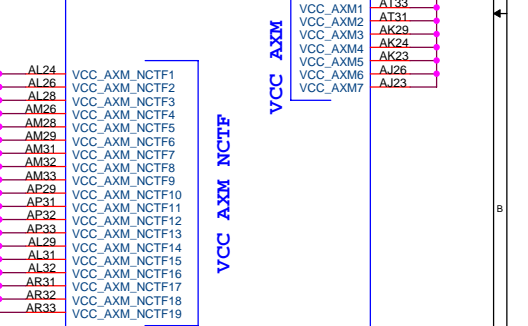 VCC_AXM1 AT33
VCC_AXM2 AT31
VCC_AXM3 AK29
VCC_AXM4 AK24
VCC_AXM5 AK23
VCC_AXM6 AJ26
VCC_AXM7 AJ23
VCC AXM
AL24 VCC_AXM_NCTF1
AL26 VCC_AXM_NCTF2
AL28 VCC_AXM_NCTF3
AM26 VCC_AXM_NCTF4
AM28 VCC_AXM_NCTF5
AM29 VCC_AXM_NCTF6
AM31 VCC_AXM_NCTF7
AM32 VCC_AXM_NCTF8
AM33 VCC_AXM_NCTF9
AP29 VCC_AXM_NCTF10
AP31 VCC_AXM_NCTF11
AP32 VCC_AXM_NCTF12
AP33 VCC_AXM_NCTF13
AL29 VCC_AXM_NCTF14
AL31 VCC_AXM_NCTF15
AL32 VCC_AXM_NCTF16
AR31 VCC_AXM_NCTF17
AR32 VCC_AXM_NCTF18
AR33 VCC_AXM_NCTF19
VCC AXM NCTF
B